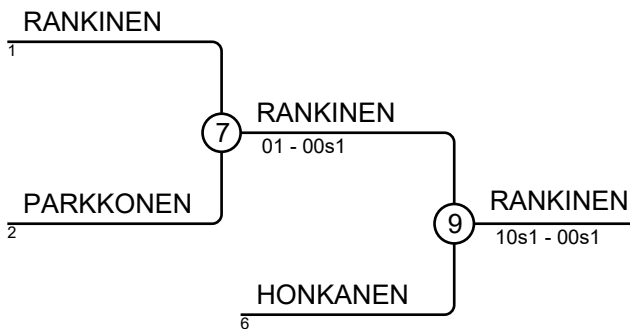 RANKINEN
1
7
RANKINEN
01 - 00s1
PARKKONEN
2
9
RANKINEN
10s1 - 00s1
HONKANEN
6